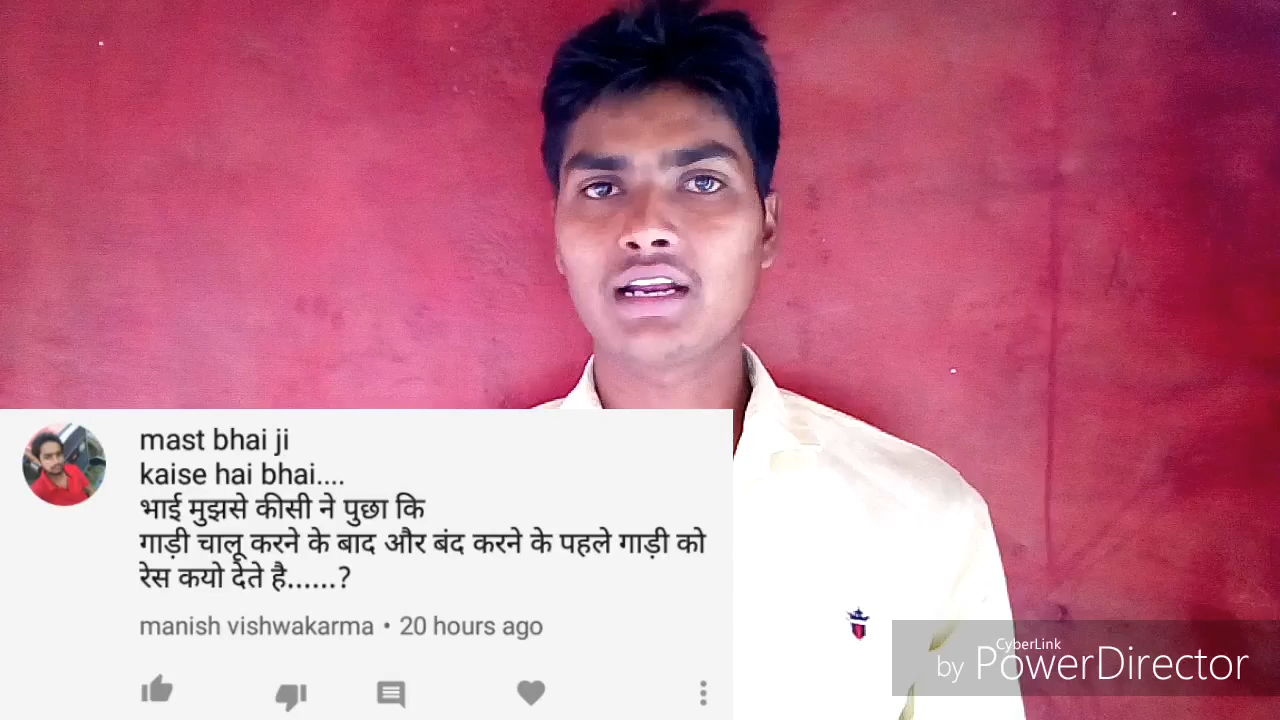 mast bhai ji
kaise hai bhai....
भाई मुझसे कीसी ने पुछा कि
गाड़ी चालू करने के बाद और बंद करने के पहले गाड़ी को
रेस कयो देते है......?
manish vishwakarma • 20 hours ago
CyberLink
by PowerDirector